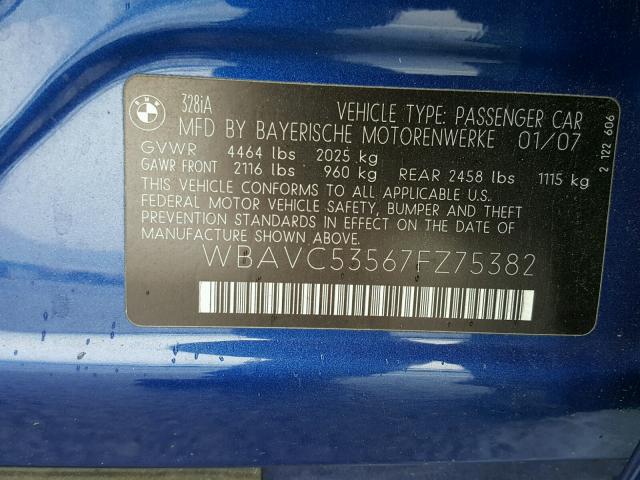 BMW
328iA
VEHICLE TYPE: PASSENGER CAR
MFD BY BAYERISCHE MOTORENWERKE 01/07
GVWR 4464 lbs 2025 kg
GAWR FRONT 2116 lbs 960 kg REAR 2458 lbs 1115 kg
THIS VEHICLE CONFORMS TO ALL APPLICABLE U.S.
FEDERAL MOTOR VEHICLE SAFETY, BUMPER AND THEFT
PREVENTION STANDARDS IN EFFECT ON THE DATE OF
MANUFACTURE SHOWN ABOVE.
WBAVC53567FZ75382
2 122 606